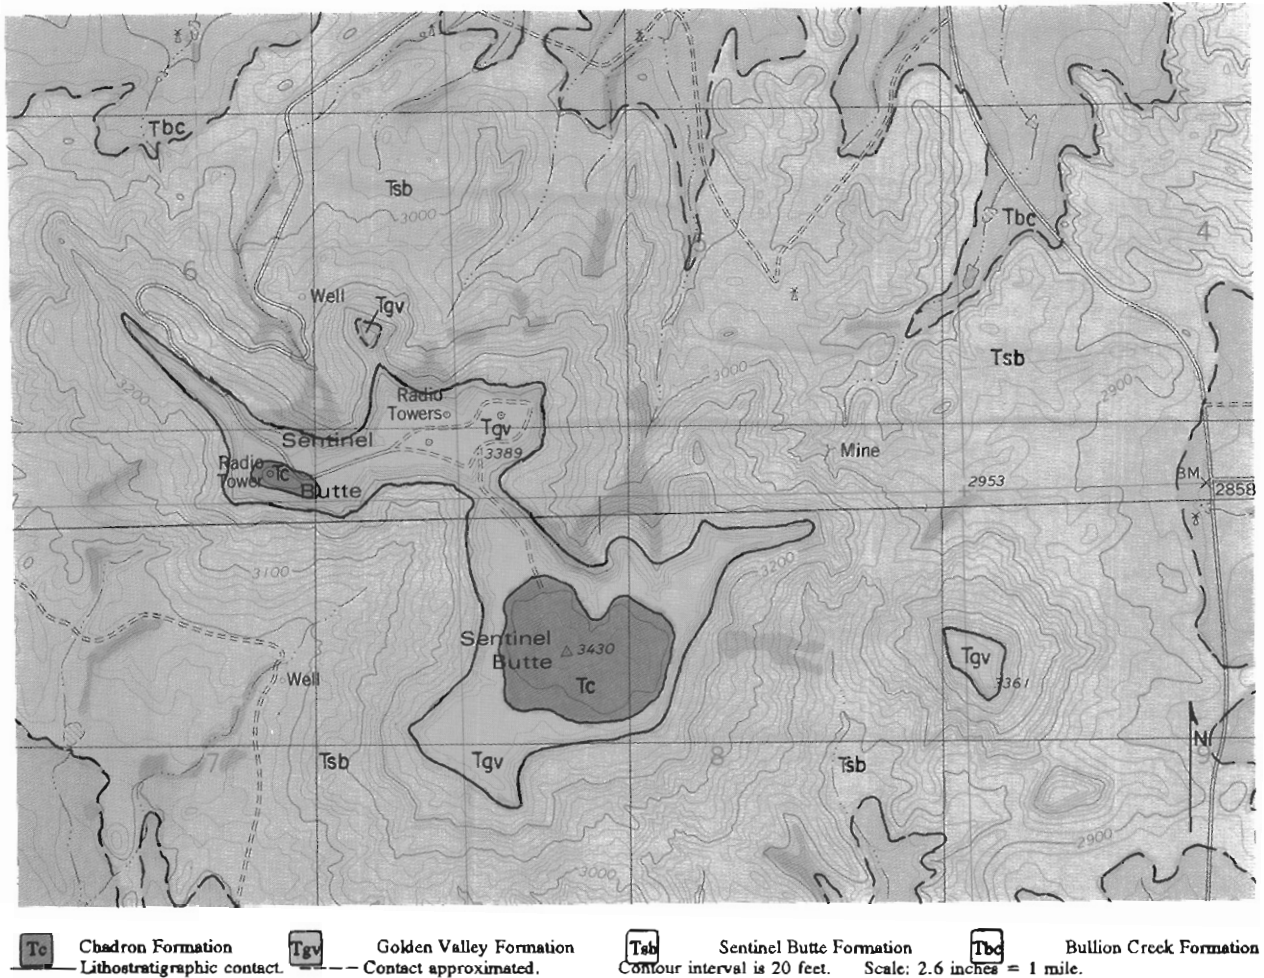 Tbc
Tsb
3000
Tbc
4
6
Well
Tgv
3200
Tsb
3000
2900
Radio
Towers
Tgv
Sentinel
3389
Mine
Radio
Tower
Tc
Butte
2953
BM
2858
3100
3200
Sentinel
Butte
3430
Tc
Tgv
3361
Well
N
7
Tsb
Tgv
8
Tsb
9
2900
3000
Tc Chadron Formation Tgv Golden Valley Formation Tsb Sentinel Butte Formation Tbc Bullion Creek Formation
Lithostratigraphic contact. Contact approximated. Contour interval is 20 feet. Scale: 2.6 inches = 1 mile.